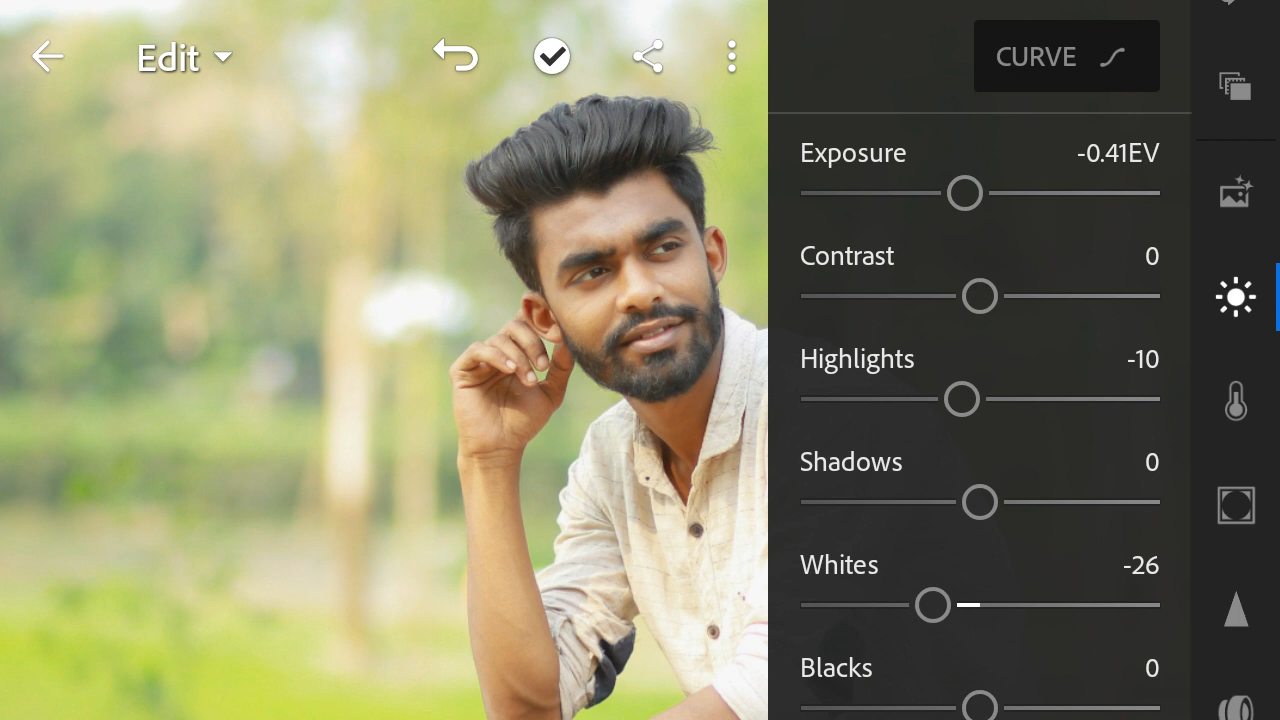 Edit
CURVE
Exposure -0.41EV
Contrast 0
Highlights -10
Shadows 0
Whites -26
Blacks 0